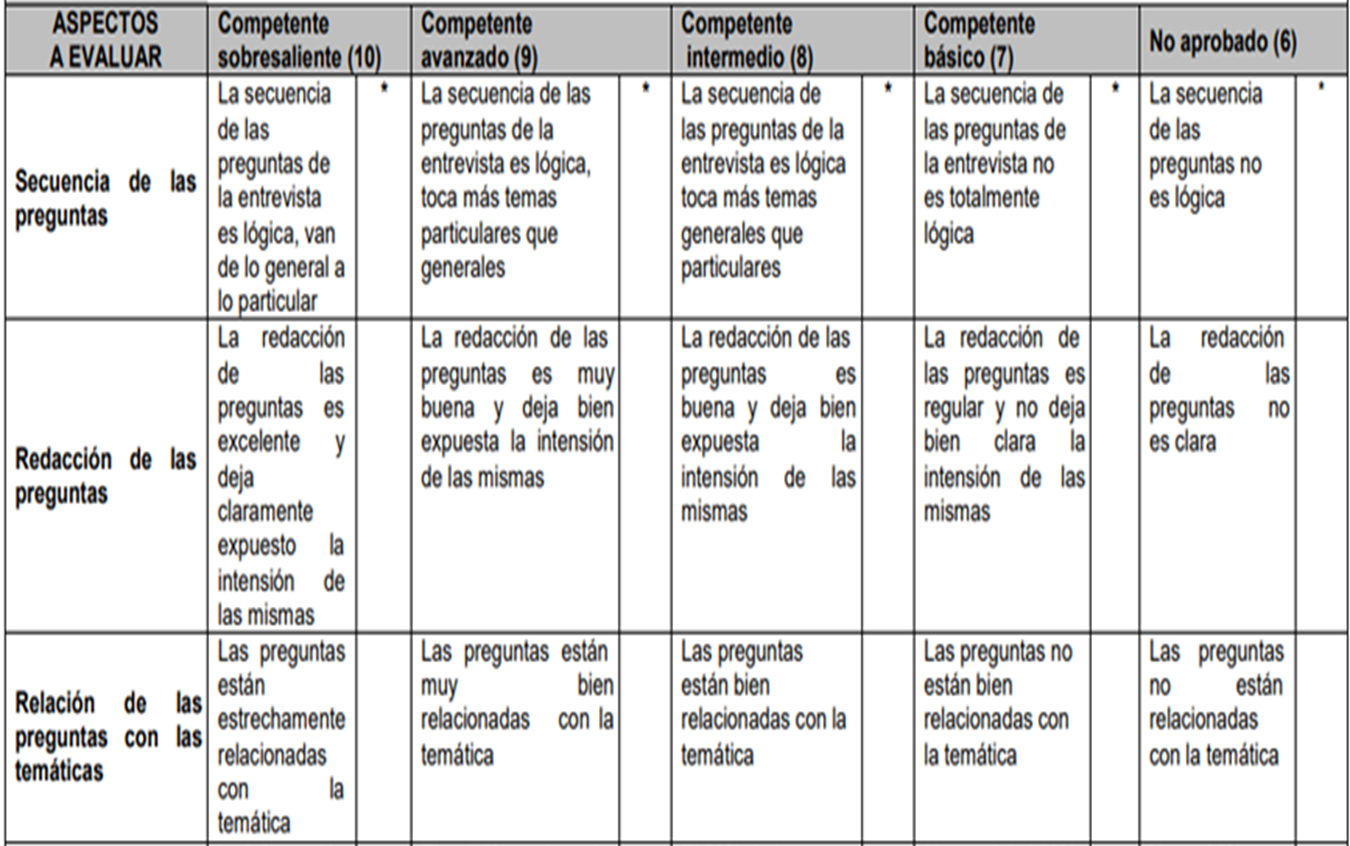 ASPECTOS
A EVALUAR
Competente
sobresaliente (10)
Competente
avanzado (9)
Competente
intermedio (8)
Competente
básico (7)
No aprobado (6)
Secuencia de las
preguntas
La secuencia
de las
preguntas de
la entrevista
es lógica, van
de lo general a
lo particular
*
La secuencia de las
preguntas de la
entrevista es lógica,
toca más temas
particulares que
generales
*
La secuencia de
las preguntas de la
entrevista es lógica
toca más temas
generales que
particulares
*
La secuencia de
las preguntas de
la entrevista no
es totalmente
lógica
*
La secuencia
de las
preguntas no
es lógica
*
Redacción de las
preguntas
La redacción
de las
preguntas es
excelente y
deja
claramente
expuesto la
intensión de
las mismas
La redacción de las
preguntas es muy
buena y deja bien
expuesta la intensión
de las mismas
La redacción de las
preguntas es
buena y deja bien
expuesta la
intensión de las
mismas
La redacción de
las preguntas es
regular y no deja
bien clara la
intensión de las
mismas
La redacción
de las
preguntas no
es clara
Relación de las
preguntas con las
temáticas
Las preguntas
están
estrechamente
relacionadas
con la
temática
Las preguntas están
muy bien
relacionadas con la
temática
Las preguntas
están bien
relacionadas con la
temática
Las preguntas no
están bien
relacionadas con
la temática
Las preguntas
no están
relacionadas
con la temática